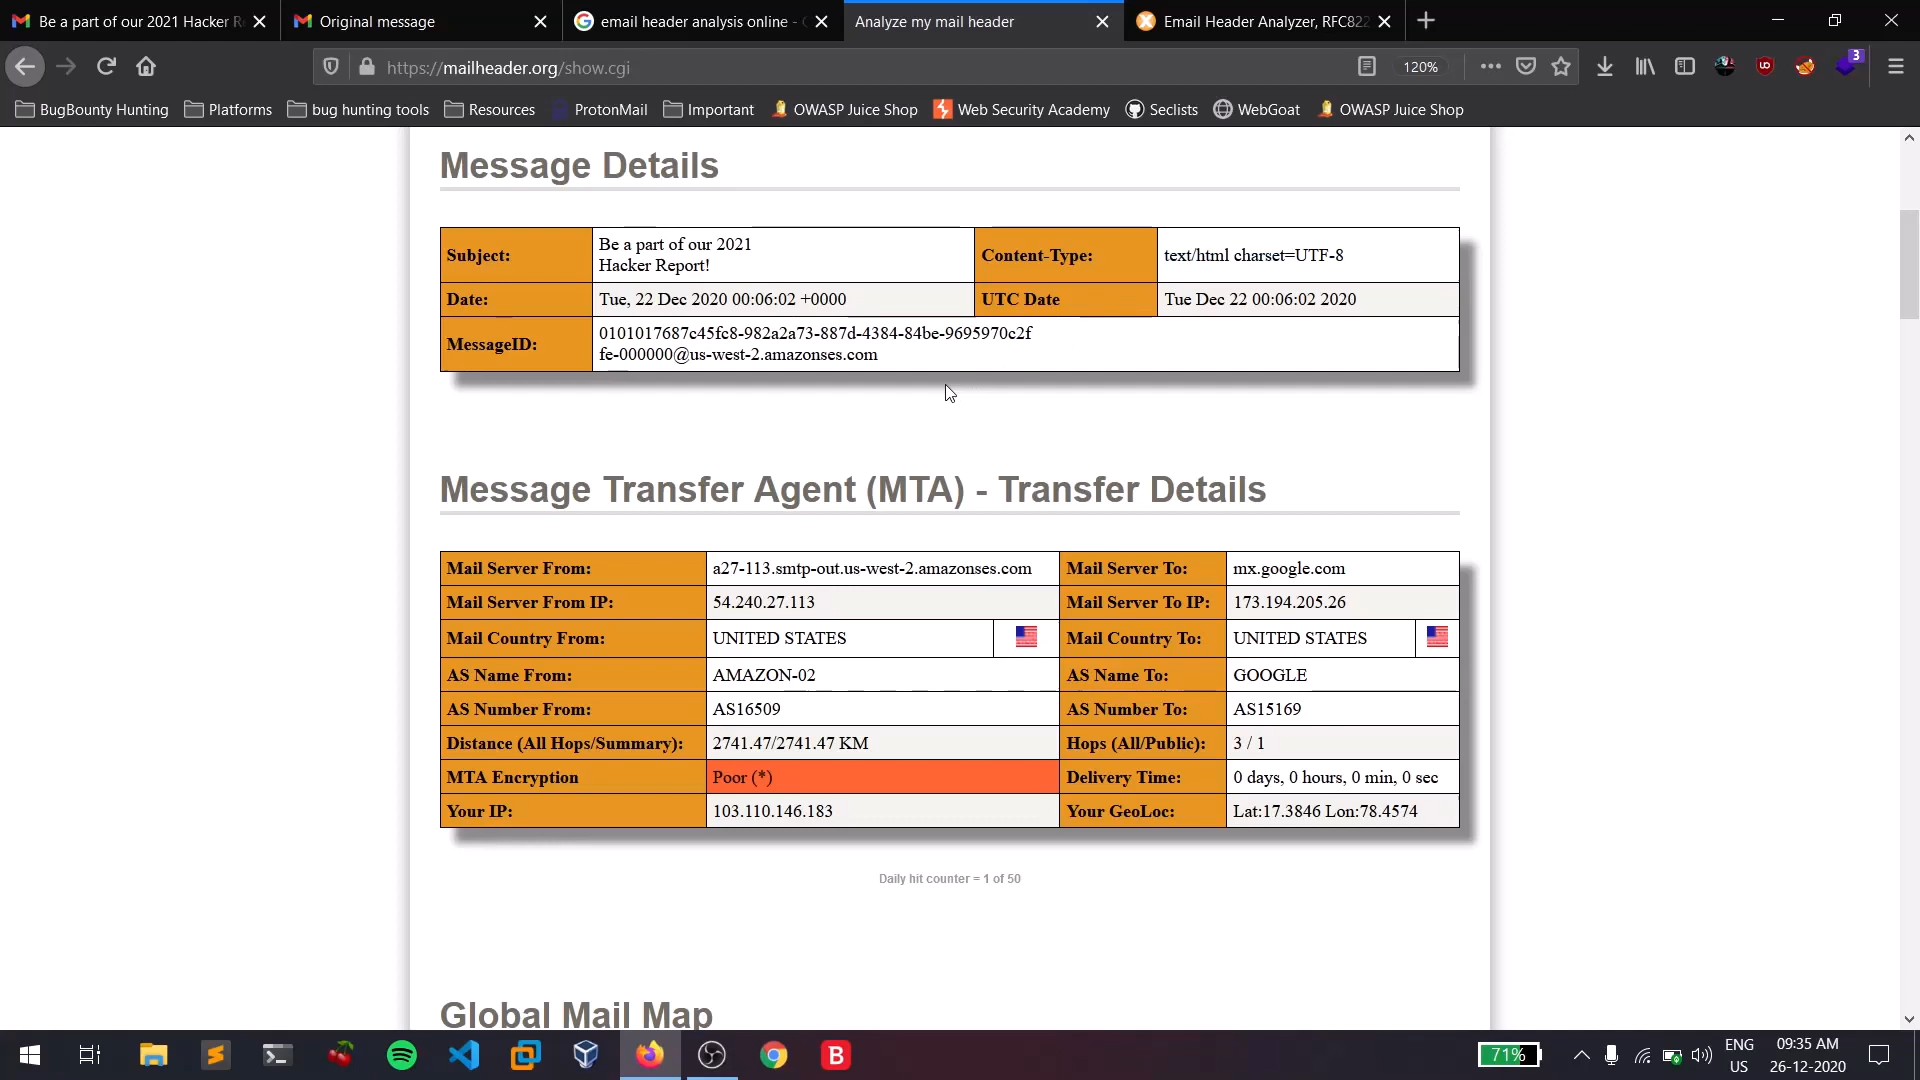 Be a part of our 2021 Hacker R
Original message
email header analysis online -
Analyze my mail header
Email Header Analyzer, RFC822
https://mailheader.org/show.cgi
120%
3
BugBounty Hunting
Platforms
bug hunting tools
Resources
ProtonMail
Important
OWASP Juice Shop
Web Security Academy
Seclists
WebGoat
OWASP Juice Shop
Message Details
Subject:
Be a part of our 2021
Hacker Report!
Content-Type:
text/html charset=UTF-8
Date:
Tue, 22 Dec 2020 00:06:02 +0000
UTC Date
Tue Dec 22 00:06:02 2020
MessageID:
0101017687c45fc8-982a2a73-887d-4384-84be-9695970c2f
fe-000000@us-west-2.amazonses.com
Message Transfer Agent (MTA) - Transfer Details
Mail Server From:
a27-113.smtp-out.us-west-2.amazonses.com
Mail Server To:
mx.google.com
Mail Server From IP:
54.240.27.113
Mail Server To IP:
173.194.205.26
Mail Country From:
UNITED STATES
Mail Country To:
UNITED STATES
AS Name From:
AMAZON-02
AS Name To:
GOOGLE
AS Number From:
AS16509
AS Number To:
AS15169
Distance (All Hops/Summary):
2741.47/2741.47 KM
Hops (All/Public):
3 / 1
MTA Encryption
Poor (*)
Delivery Time:
0 days, 0 hours, 0 min, 0 sec
Your IP:
103.110.146.183
Your GeoLoc:
Lat:17.3846 Lon:78.4574
Daily hit counter = 1 of 50
Global Mail Map
B
71%
ENG
US
09:35 AM
26-12-2020